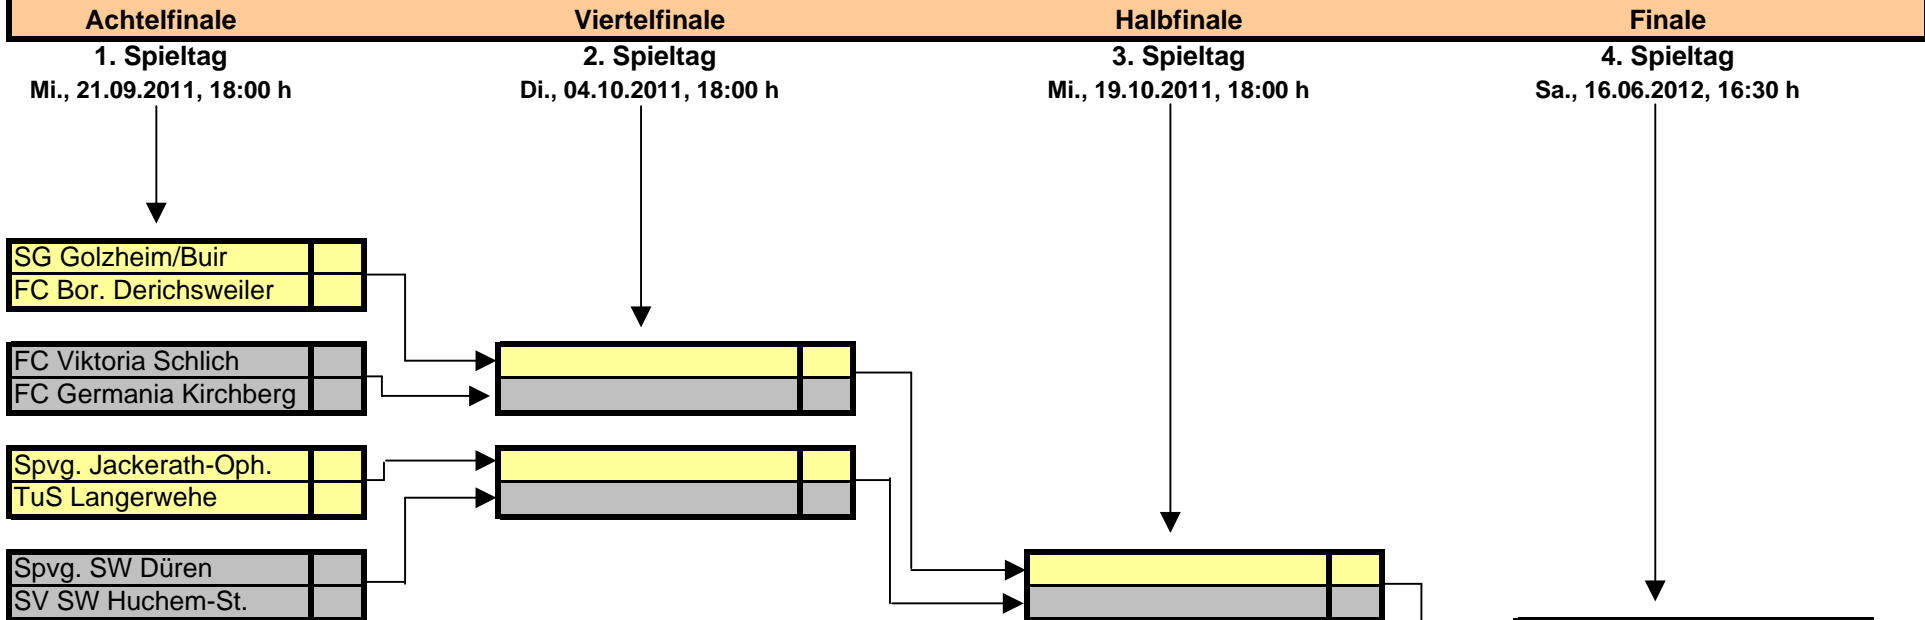 Achtelfinale Viertelfinale Halbfinale Finale
1. Spieltag 2. Spieltag 3. Spieltag 4. Spieltag
Mi., 21.09.2011, 18:00 h Di., 04.10.2011, 18:00 h Mi., 19.10.2011, 18:00 h Sa., 16.06.2012, 16:30 h
SG Golzheim/Buir
FC Bor. Derichsweiler
FC Viktoria Schlich
FC Germania Kirchberg
Spvg. Jackerath-Oph.
TuS Langerwehe
Spvg. SW Düren
SV SW Huchem-St.